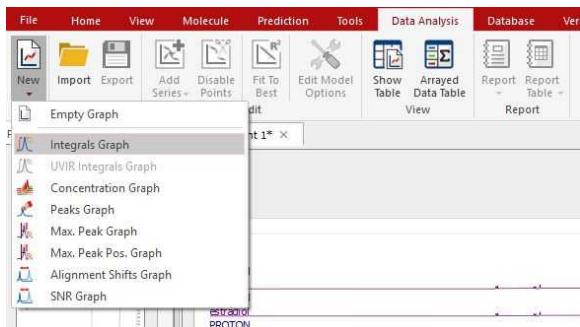 File Home View Molecule Prediction Tools Data Analysis Database Ver
New Import Export Add Series Disable Points Fit To Best Edit Model Options Show Table Arrayed Data Table Report Report Table
dit View Report
Empty Graph
nt 1* ×
Integrals Graph
UVIR Integrals Graph
Concentration Graph
Peaks Graph
Max. Peak Graph
Max. Peak Pos. Graph
Alignment Shifts Graph
SNR Graph
estradiol
PROTON